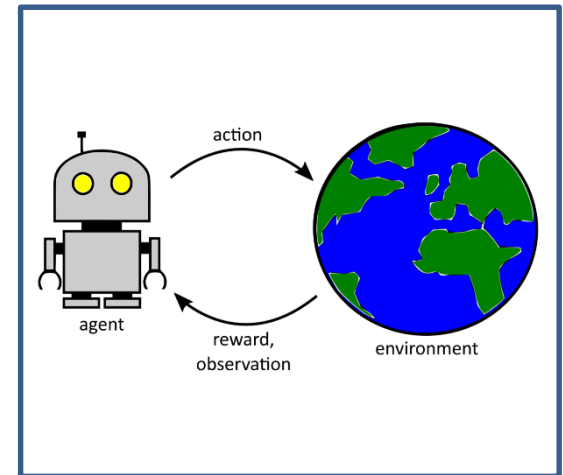 action
agent
reward,
observation
environment